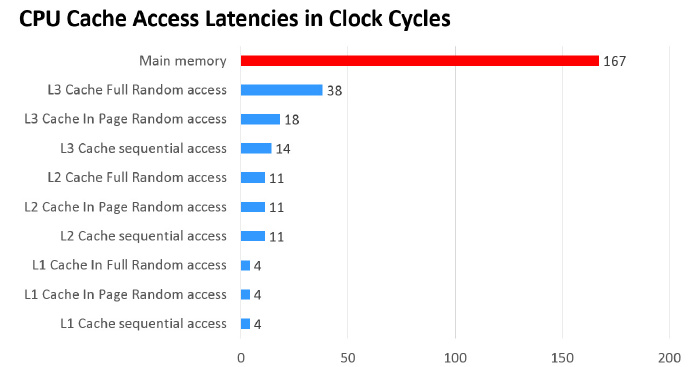 CPU Cache Access Latencies in Clock Cycles
Main memory 167
L3 Cache Full Random access 38
L3 Cache In Page Random access 18
L3 Cache sequential access 14
L2 Cache Full Random access 11
L2 Cache In Page Random access 11
L2 Cache sequential access 11
L1 Cache In Full Random access 4
L1 Cache In Page Random access 4
L1 Cache sequential access 4
0 50 100 150 200